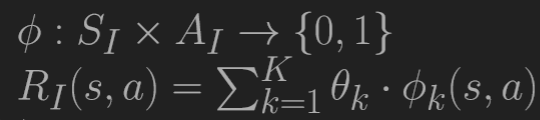 ϕ : S_I × A_I → {0, 1}
R_I(s, a) = ∑_{k=1}^{K} θ_k · ϕ_k(s, a)